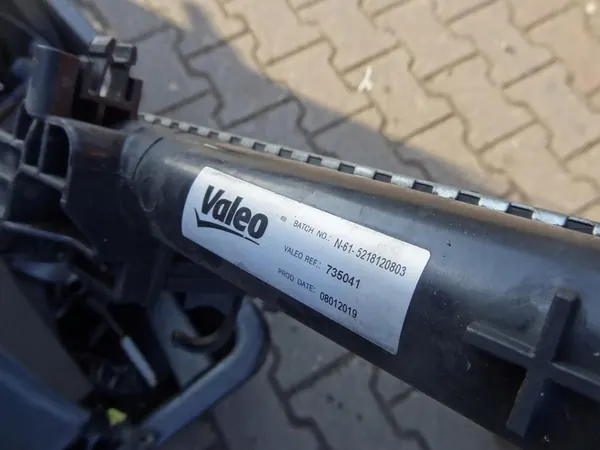 Valeo
BATCH NO.: N-61-5218120803
VALEO REF.: 735041
PROD DATE: 08012019